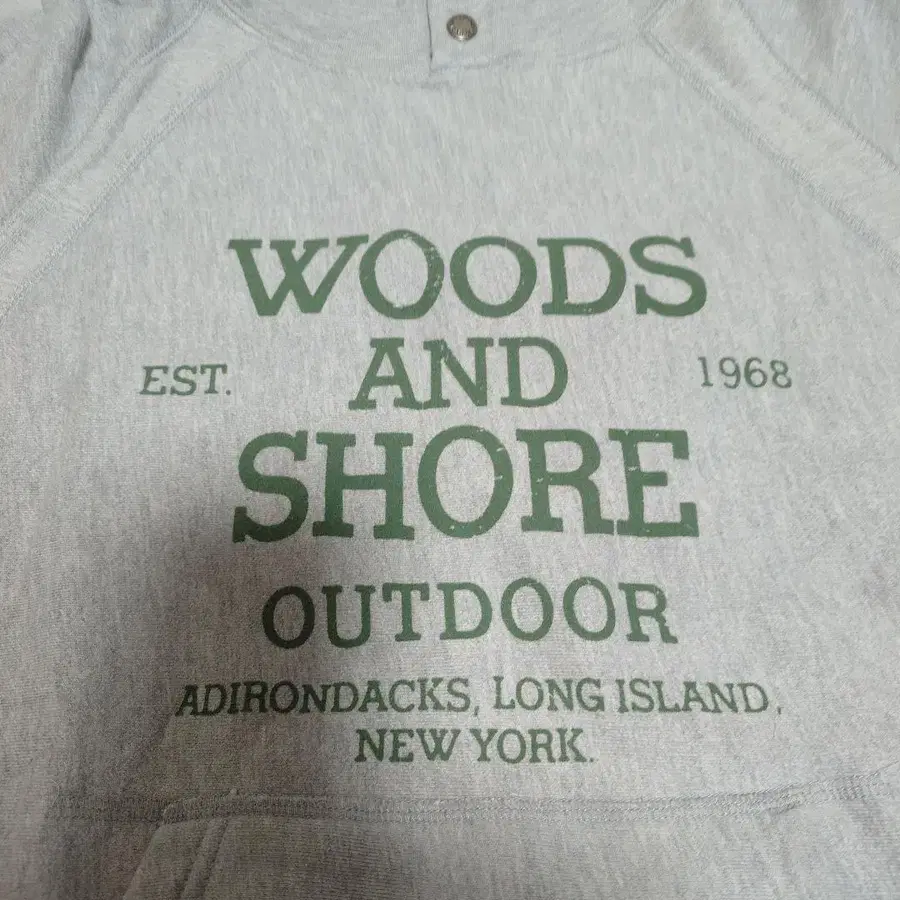 WOODS
AND
EST. 1968
SHORE
OUTDOOR
ADIRONDACKS, LONG ISLAND,
NEW YORK.